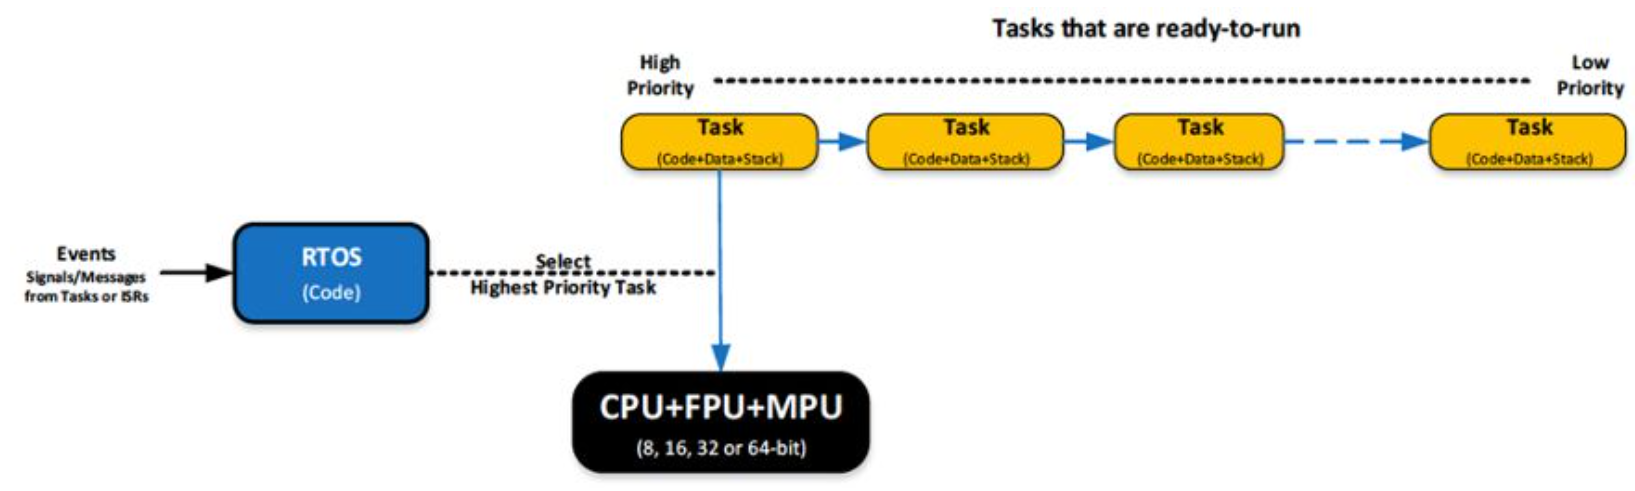 Tasks that are ready-to-run
High
Priority
Low
Priority
Task
(Code+Data+Stack)
Task
(Code+Data+Stack)
Task
(Code+Data+Stack)
Task
(Code+Data+Stack)
Events
Signals/Messages
from Tasks or ISRs
RTOS
(Code)
Select
Highest Priority Task
CPU+FPU+MPU
(8, 16, 32 or 64-bit)